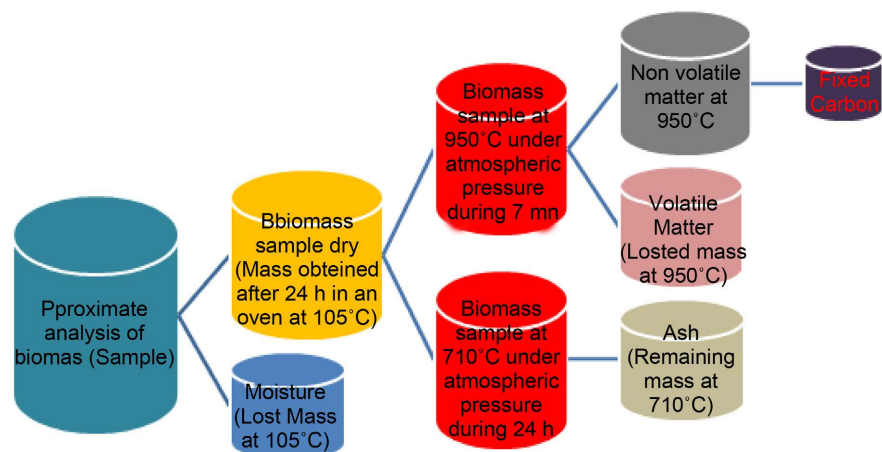 Pproximate
analysis of
biomas (Sample)
Bbiomass
sample dry
(Mass obteined
after 24 h in an
oven at 105˚C)
Moisture
(Lost Mass
at 105˚C)
Biomass
sample at
950˚C under
atmospheric
pressure
during 7 mn
Biomass
sample at
710˚C under
atmospheric
pressure
during 24 h
Non volatile
matter at
950˚C
Fixed
Carbon
Volatile
Matter
(Losted mass
at 950˚C)
Ash
(Remaining
mass at
710˚C)